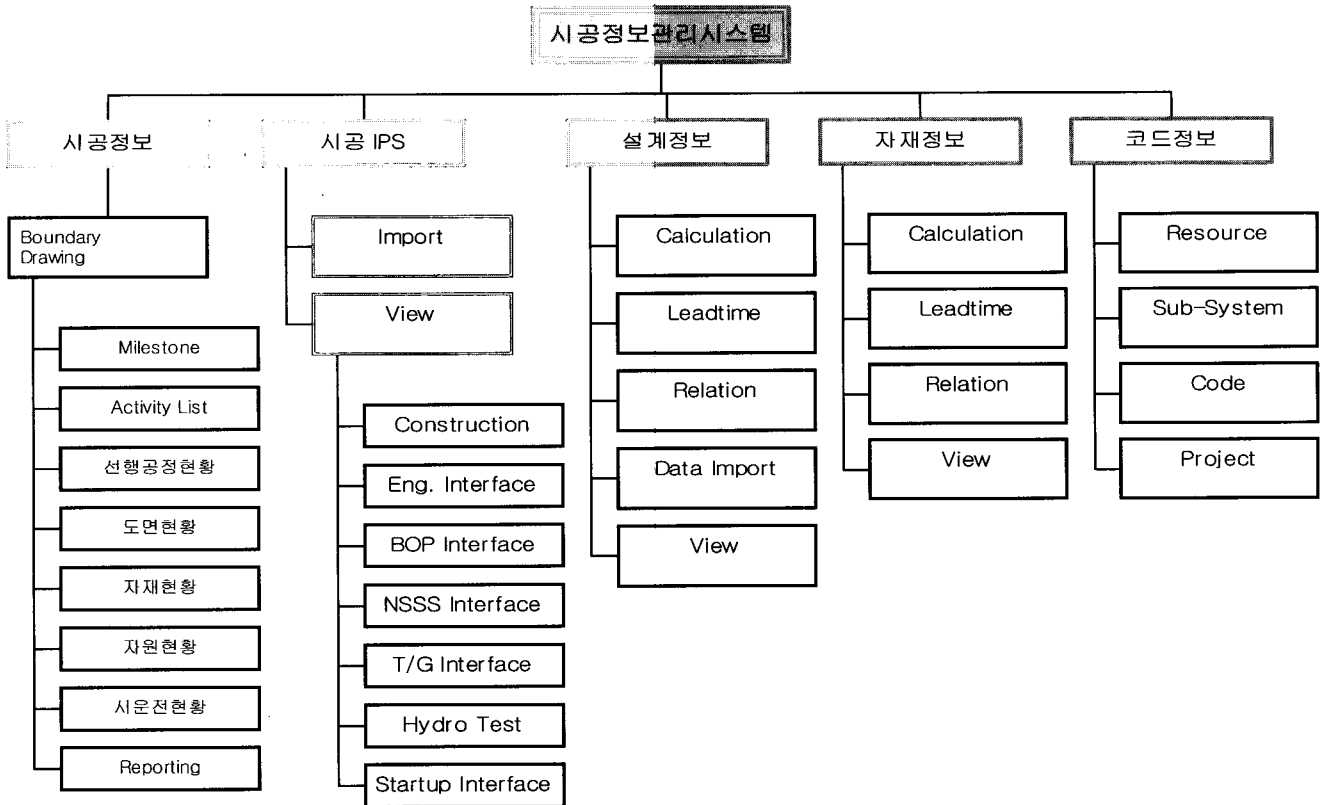 시공정보관리시스템
시공정보
시공 IPS
설계정보
자재정보
코드정보
Boundary
Drawing
Milestone
Activity List
선행공정현황
도면현황
자재현황
자원현황
시운전현황
Reporting
Import
View
Construction
Eng. Interface
BOP Interface
NSSS Interface
T/G Interface
Hydro Test
Startup Interface
Calculation
Leadtime
Relation
Data Import
View
Calculation
Leadtime
Relation
View
Resource
Sub-System
Code
Project